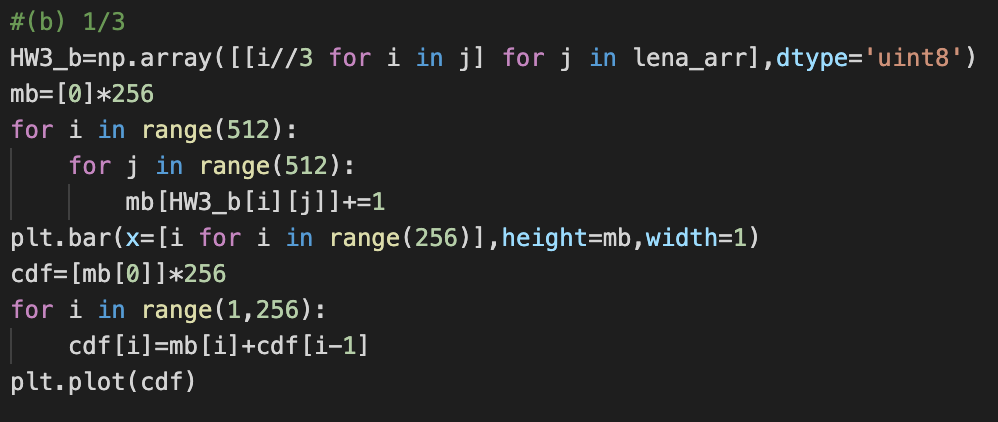 #(b) 1/3
HW3_b=np.array([[i//3 for i in j] for j in lena_arr],dtype='uint8')
mb=[0]*256
for i in range(512):
    for j in range(512):
        mb[HW3_b[i][j]]+=1
plt.bar(x=[i for i in range(256)],height=mb,width=1)
cdf=[mb[0]]*256
for i in range(1,256):
    cdf[i]=mb[i]+cdf[i-1]
plt.plot(cdf)